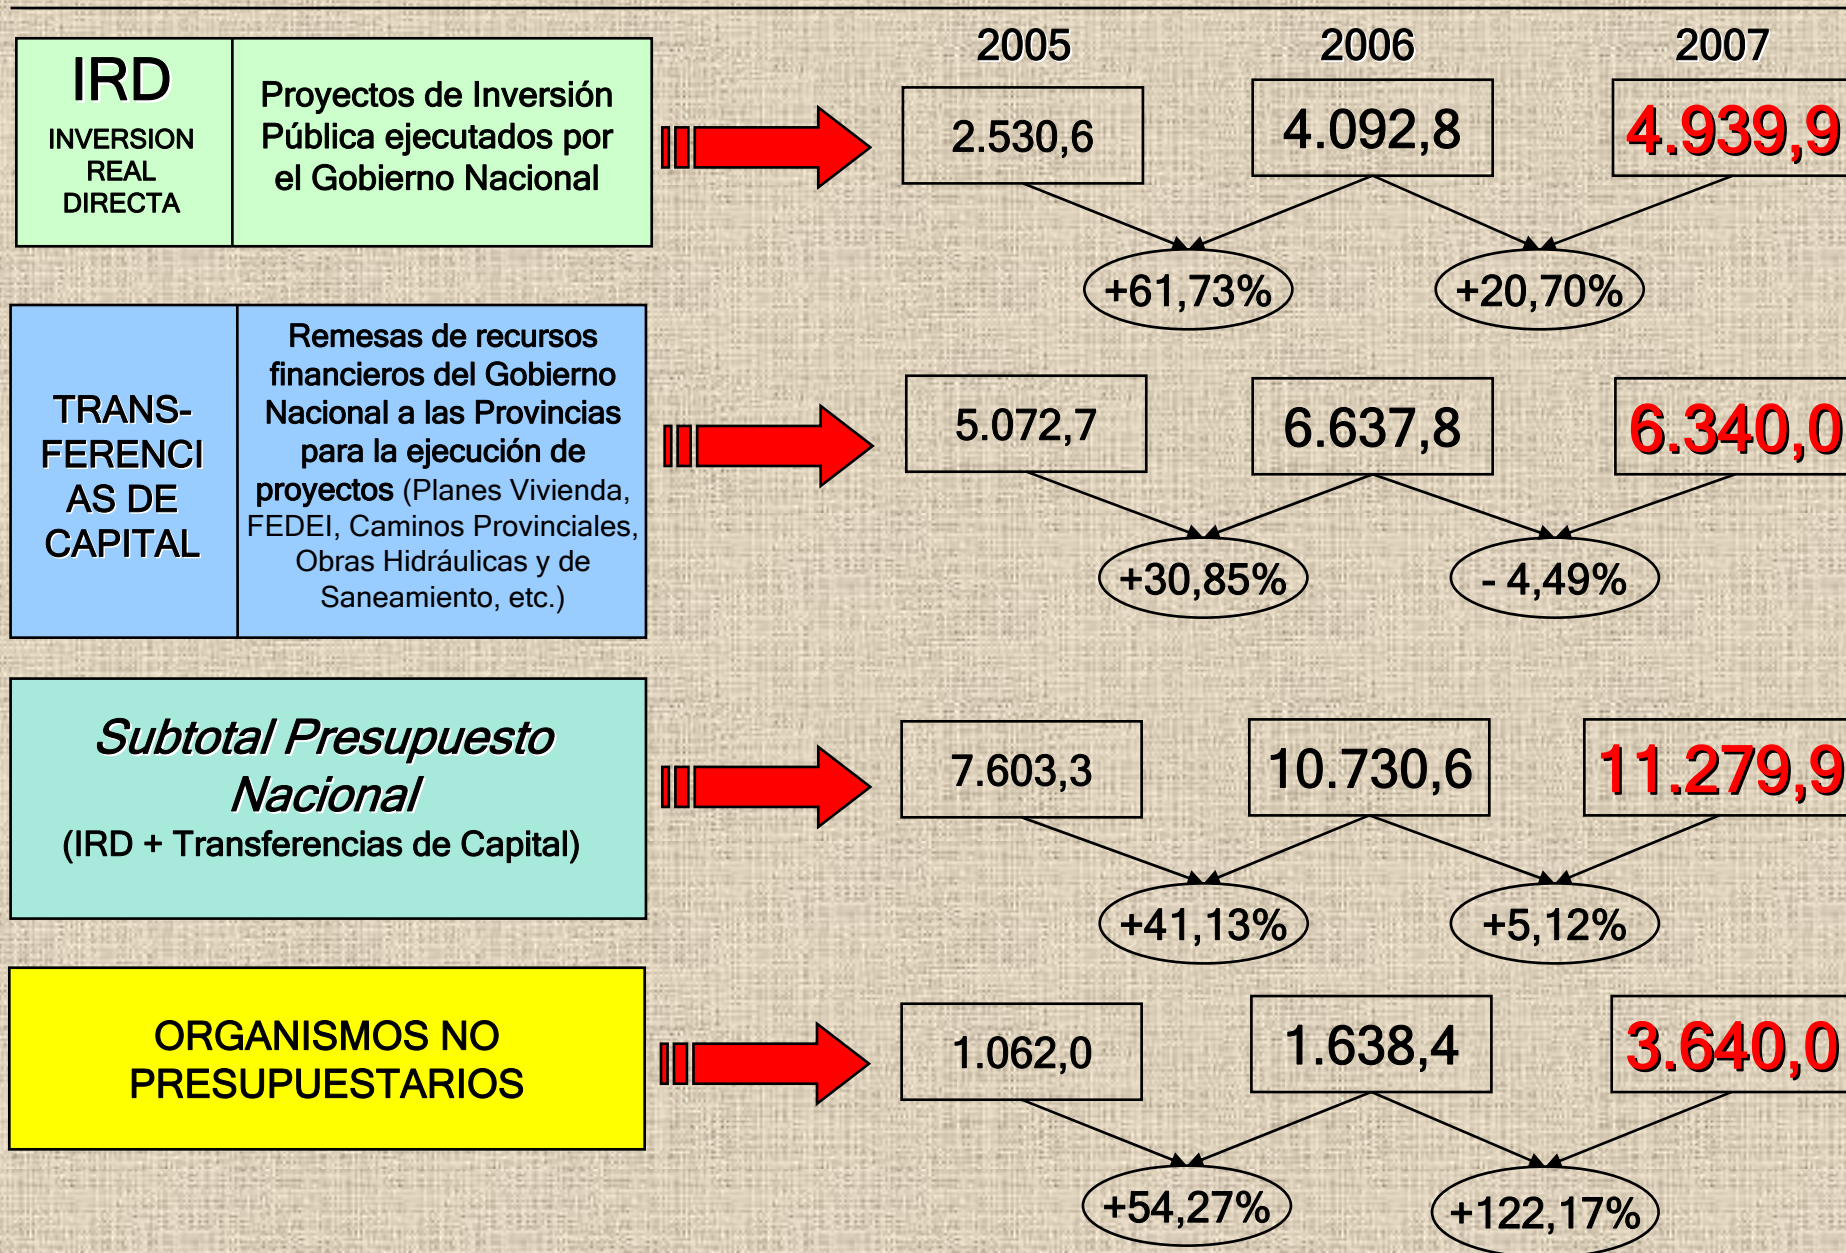 2005 2006 2007
IRD
INVERSION
REAL
DIRECTA
Proyectos de Inversión
Pública ejecutados por
el Gobierno Nacional
2.530,6 4.092,8 4.939,9
+61,73% +20,70%
TRANS-
FERENCI
AS DE
CAPITAL
Remesas de recursos
financieros del Gobierno
Nacional a las Provincias
para la ejecución de
proyectos (Planes Vivienda,
FEDEI, Caminos Provinciales,
Obras Hidráulicas y de
Saneamiento, etc.)
5.072,7 6.637,8 6.340,0
+30,85% - 4,49%
Subtotal Presupuesto
Nacional
(IRD + Transferencias de Capital)
7.603,3 10.730,6 11.279,9
+41,13% +5,12%
ORGANISMOS NO
PRESUPUESTARIOS
1.062,0 1.638,4 3.640,0
+54,27% +122,17%